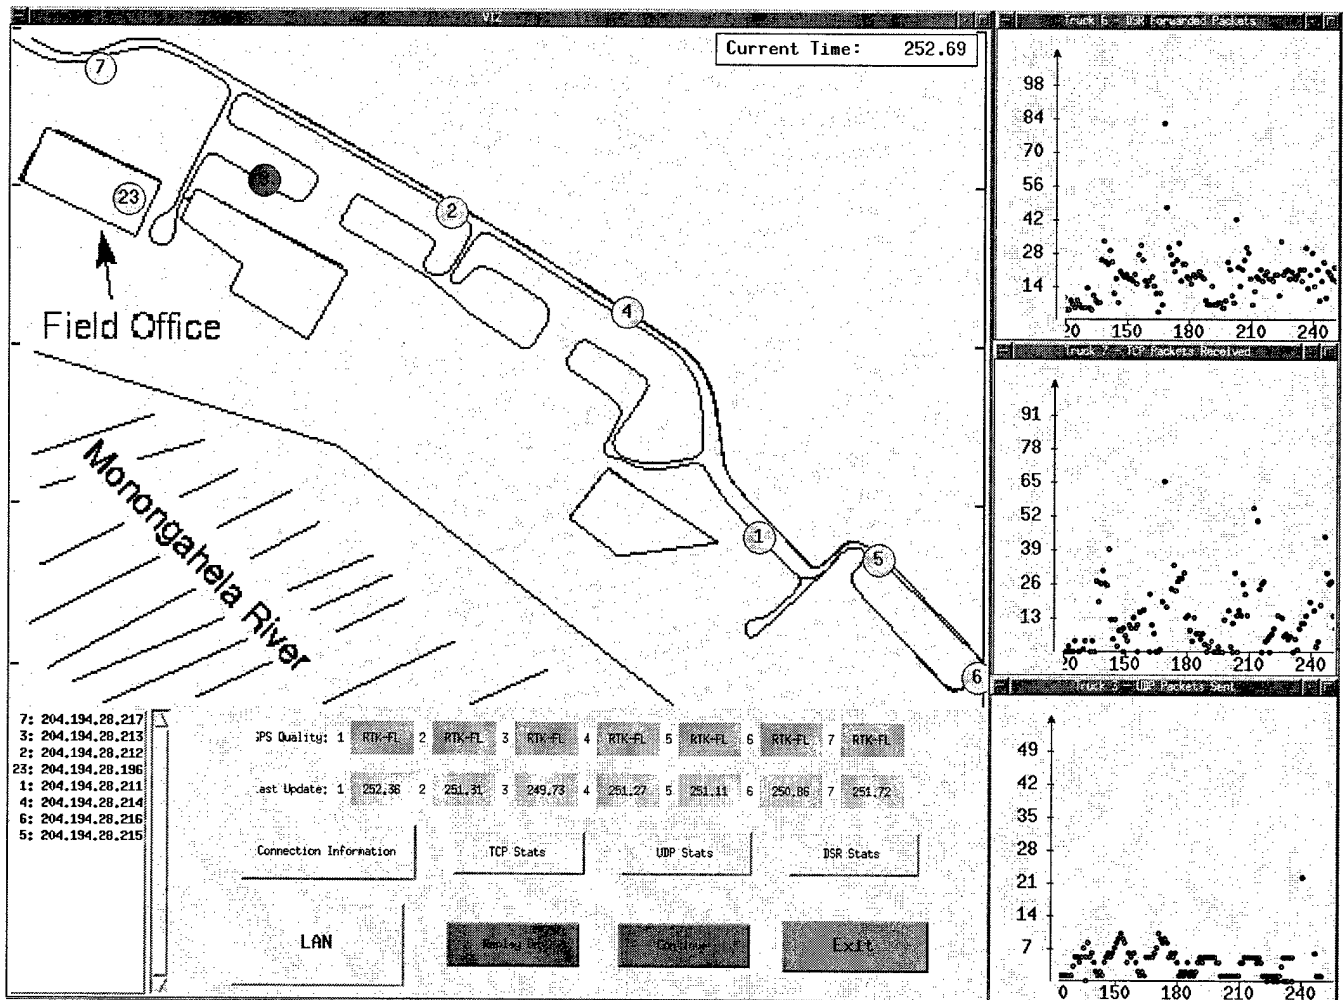 VIZ
Current Time: 252.69
7
23
2
4
1
5
6
Field Office
Monongahela River
7: 204.194.28.217
3: 204.194.28.213
2: 204.194.28.212
23: 204.194.28.196
1: 204.194.28.211
4: 204.194.28.214
6: 204.194.28.216
5: 204.194.28.215
GPS Quality: 1 RTK-FL 2 RTK-FL 3 RTK-FL 4 RTK-FL 5 RTK-FL 6 RTK-FL 7 RTK-FL
ast Update: 1 252.36 2 251.31 3 249.73 4 251.27 5 251.11 6 250.86 7 251.72
Connection Information
TCP Stats
UDP Stats
DSR Stats
LAN
Continue
Exit
Truck 6 - DSR Forwarded Packets
98
84
70
56
42
28
14
20 150 180 210 240
Truck 7 - TCP Packets Received
91
78
65
52
39
26
13
20 150 180 210 240
UDP Packets Sent
49
42
35
28
21
14
7
0 150 180 210 240